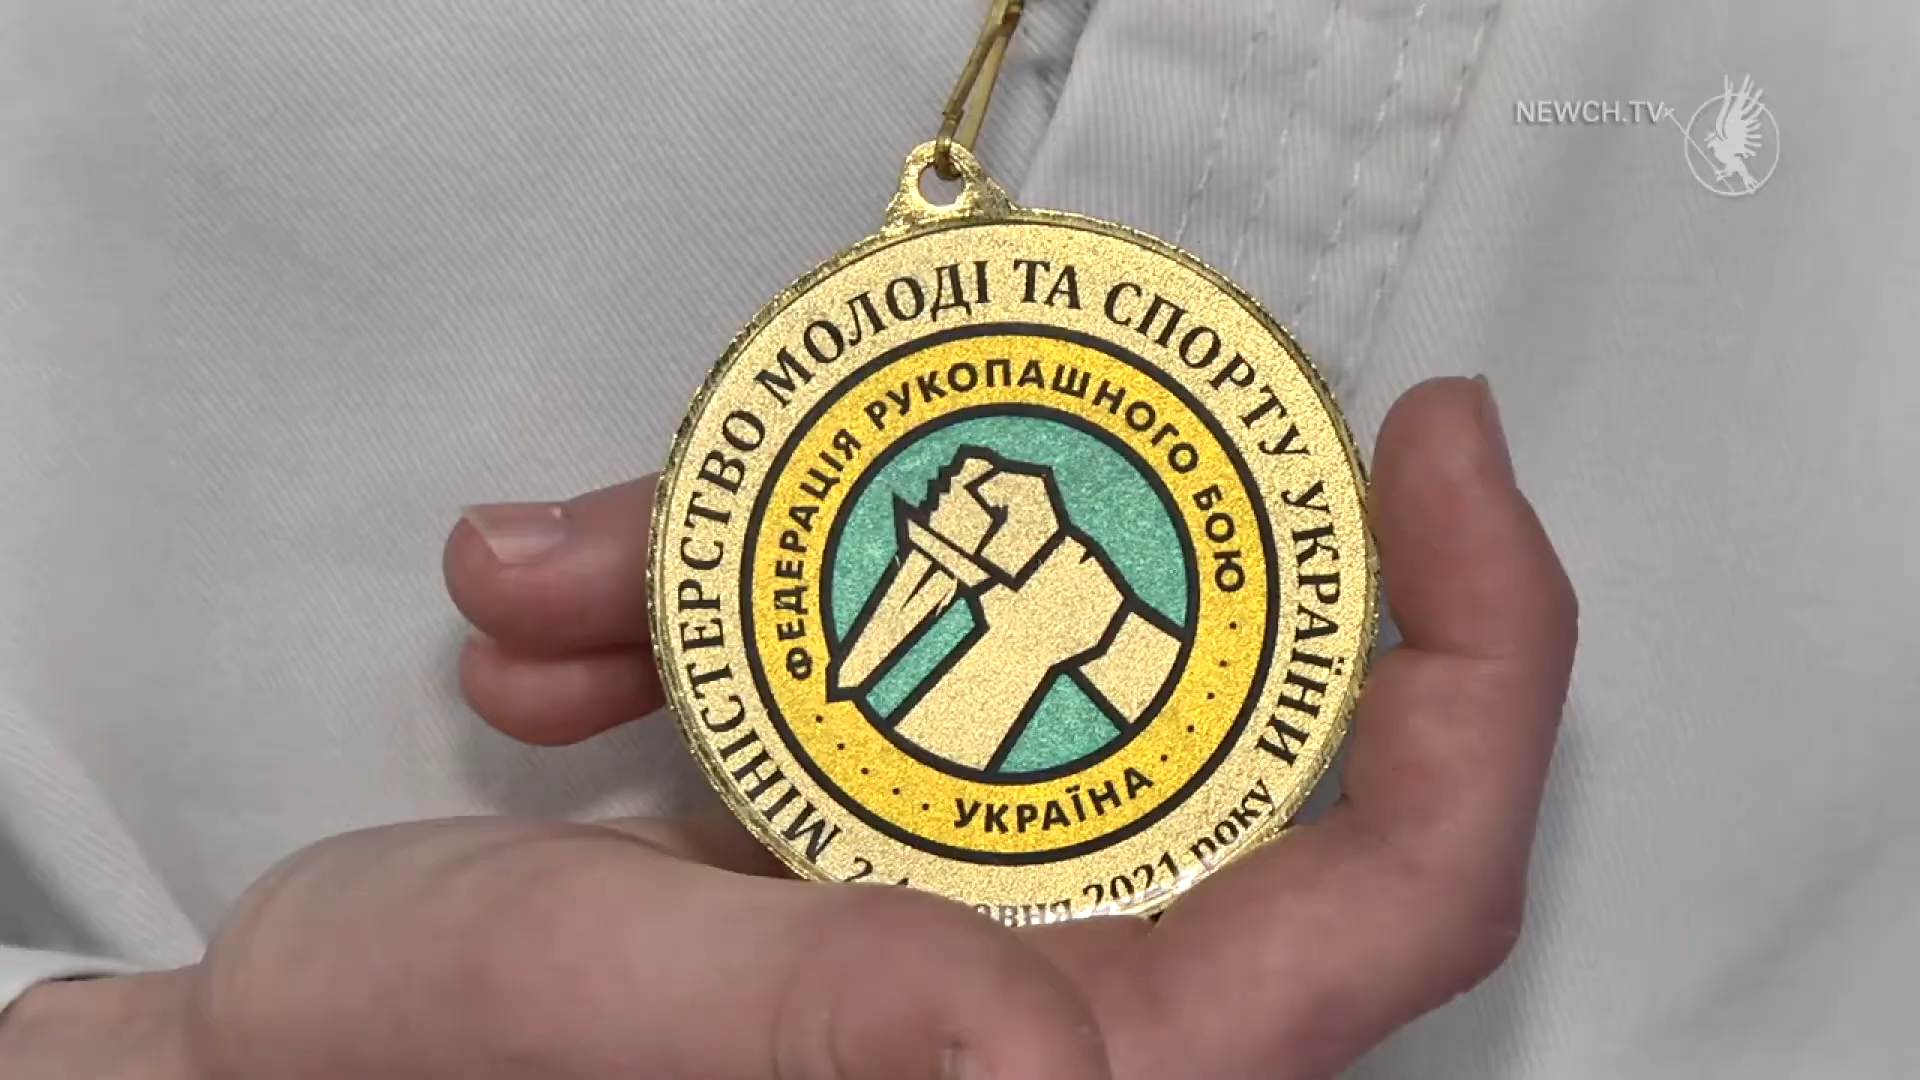 NEWCH.TV
МІНІСТЕРСТВО МОЛОДІ ТА СПОРТУ УКРАЇНИ
ФЕДЕРАЦІЯ РУКОПАШНОГО БОЮ
УКРАЇНА
2021 року